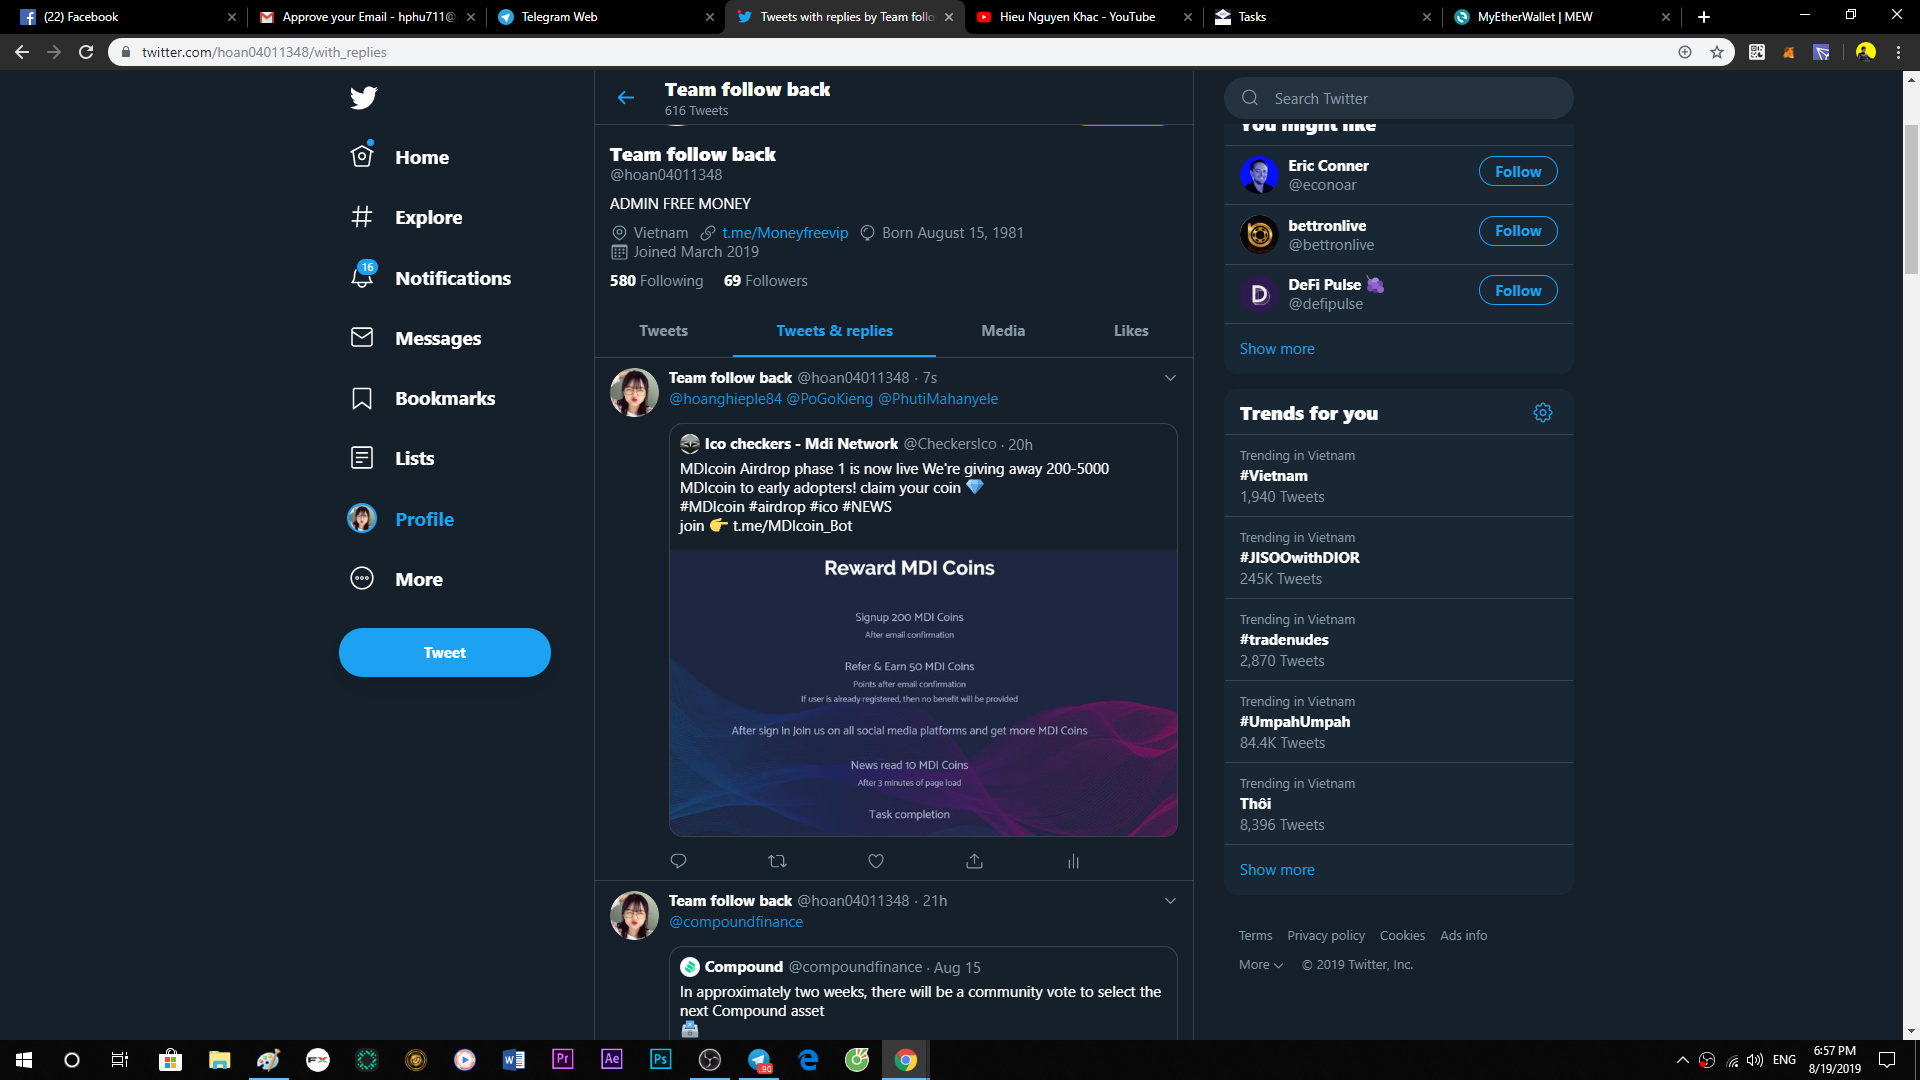 (22) Facebook
Approve your Email - hphu711@
Telegram Web
Tweets with replies by Team follo
Hieu Nguyen Khac - YouTube
Tasks
MyEtherWallet | MEW
twitter.com/hoan04011348/with_replies
Home
Explore
16
Notifications
Messages
Bookmarks
Lists
Profile
More
Tweet
Team follow back
616 Tweets
Team follow back
@hoan04011348
ADMIN FREE MONEY
Vietnam t.me/Moneyfreevip Born August 15, 1981
Joined March 2019
580 Following 69 Followers
Tweets Tweets & replies Media Likes
Team follow back @hoan04011348 · 7s
@hoanghieple84 @PoGoKieng @PhutiMahanyele
Ico checkers - Mdi Network @CheckersIco · 20h
MDIcoin Airdrop phase 1 is now live We're giving away 200-5000
MDIcoin to early adopters! claim your coin 💎
#MDIcoin #airdrop #ico #NEWS
join 👉 t.me/MDIcoin_Bot
Reward MDI Coins
Signup 200 MDI Coins
After email confirmation
Refer & Earn 50 MDI Coins
Points after email confirmation
If user is already registered, then no benefit will be provided
After sign in Join us on all social media platforms and get more MDI Coins
News read 10 MDI Coins
After 3 minutes of page load
Task completion
Team follow back @hoan04011348 · 21h
@compoundfinance
Compound @compoundfinance · Aug 15
In approximately two weeks, there will be a community vote to select the
next Compound asset
Search Twitter
You might like
Eric Conner
@econoar
Follow
bettronlive
@bettronlive
Follow
DeFi Pulse 🍇
@defipulse
Follow
Show more
Trends for you
Trending in Vietnam
#Vietnam
1,940 Tweets
Trending in Vietnam
#JISOOwithDIOR
245K Tweets
Trending in Vietnam
#tradenudes
2,870 Tweets
Trending in Vietnam
#UmpahUmpah
84.4K Tweets
Trending in Vietnam
Thôi
8,396 Tweets
Show more
Terms Privacy policy Cookies Ads info
More © 2019 Twitter, Inc.
FX
Pr
Ae
Ps
.90
ENG
6:57 PM
8/19/2019